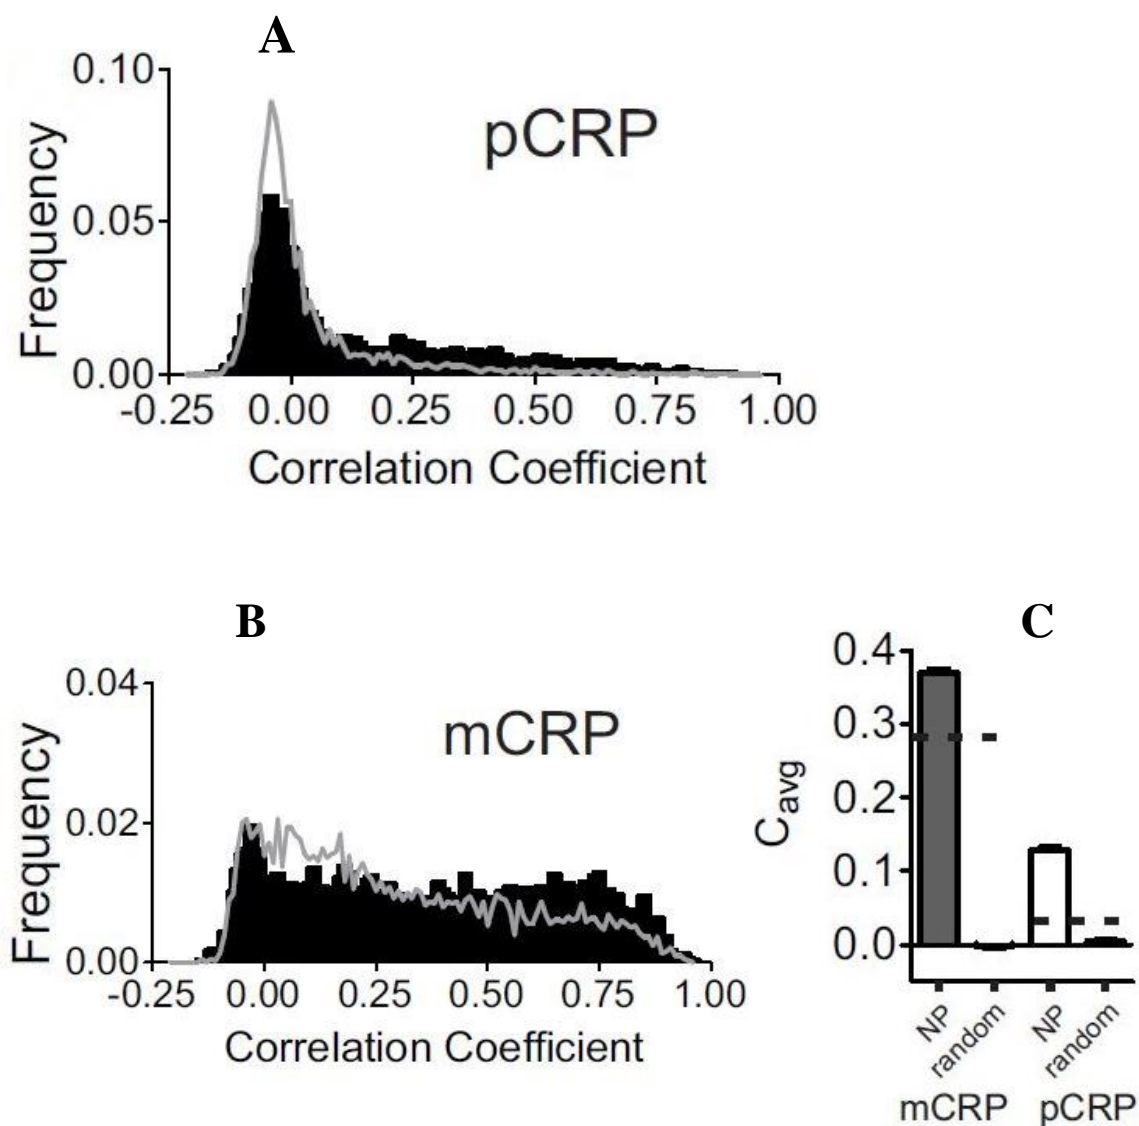 A
pCRP
Frequency
0.10
0.05
0.00
-0.25 0.00 0.25 0.50 0.75 1.00
Correlation Coefficient
B
mCRP
Frequency
0.04
0.02
0.00
-0.25 0.00 0.25 0.50 0.75 1.00
Correlation Coefficient
C
Cavg
0.4
0.3
0.2
0.1
0.0
NP random NP random
mCRP pCRP